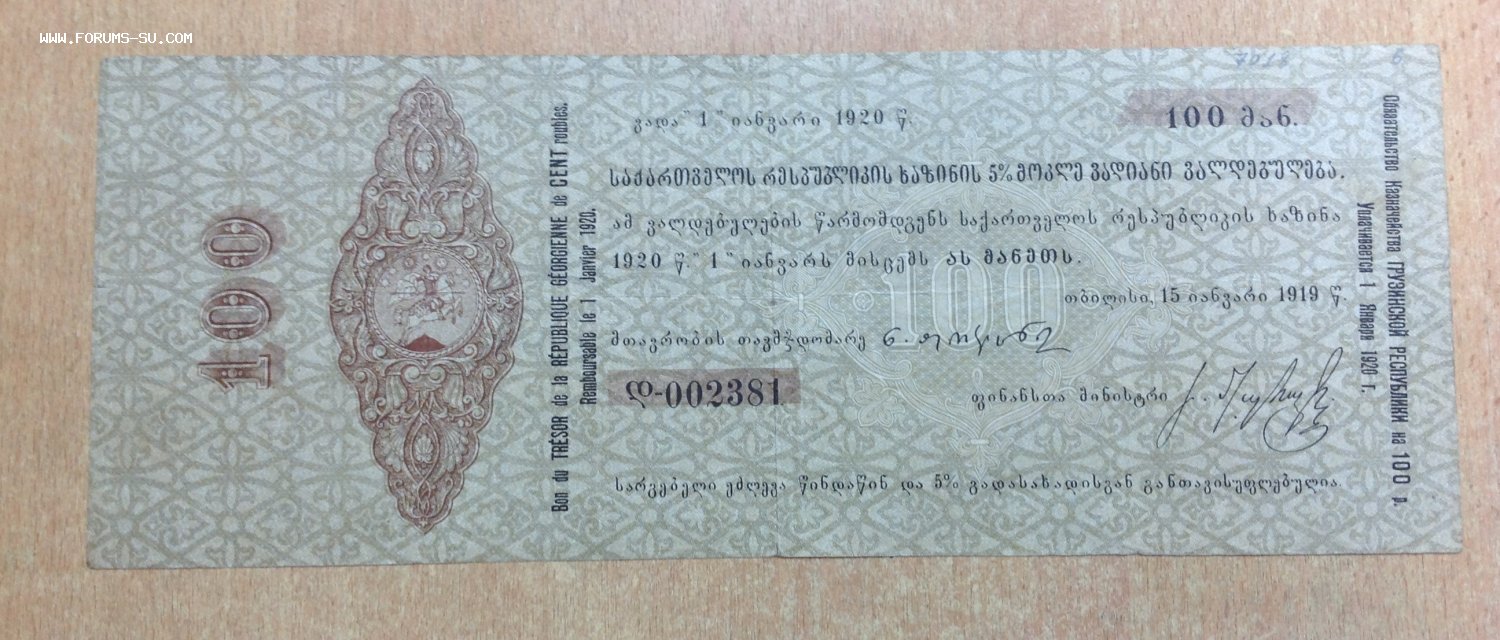 WWW.FORUMS-SU.COM
100
Bon du TRÉSOR de la RÉPUBLIQUE GÉORGIENNE de CENT roubles.
Remboursable le 1 Janvier 1920.
ვადა "1" იანვარი 1920 წ.
100 მან.
საქართველოს რესპუბლიკის ხაზინის 5% მოკლე ვადიანი ვალდებულება.
ამ ვალდებულების წარმომდგენს საქართველოს რესპუბლიკის ხაზინა
1920 წ. "1" იანვარს მისცემს ას მანეთს.
100
თბილისი, 15 იანვარი 1919 წ.
მთავრობის თავმჯდომარე
დ-002381
ფინანსთა მინისტრი
სარგებელი ეძლევა წინდაწინ და 5% გადასახადისგან განთავისუფლებულია.
Обязательство Казначейства ГРУЗИНСКОЙ РЕСПУБЛИКИ на 100 р.
Уплачивается 1 Января 1920 г.